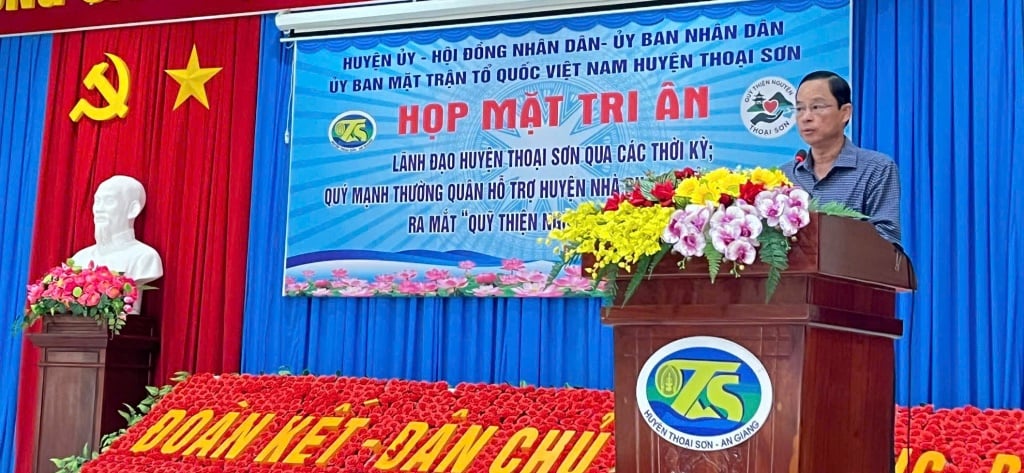 HUYỆN ỦY - HỘI ĐỒNG NHÂN DÂN- ỦY BAN NHÂN DÂN
ỦY BAN MẶT TRẬN TỔ QUỐC VIỆT NAM HUYỆN THOẠI SƠN
HỌP MẶT TRI ÂN
LÃNH ĐẠO HUYỆN THOẠI SƠN QUA CÁC THỜI KỲ;
QUÝ MẠNH THƯỜNG QUÂN HỖ TRỢ HUYỆN NHÀ
RA MẮT "QUỸ THIỆN
QUỸ THIỆN NGUYỆN
THOẠI SƠN
TS
TS
HUYỆN THOẠI SƠN - AN GIANG
ĐOÀN KẾT - DÂN CHỦ